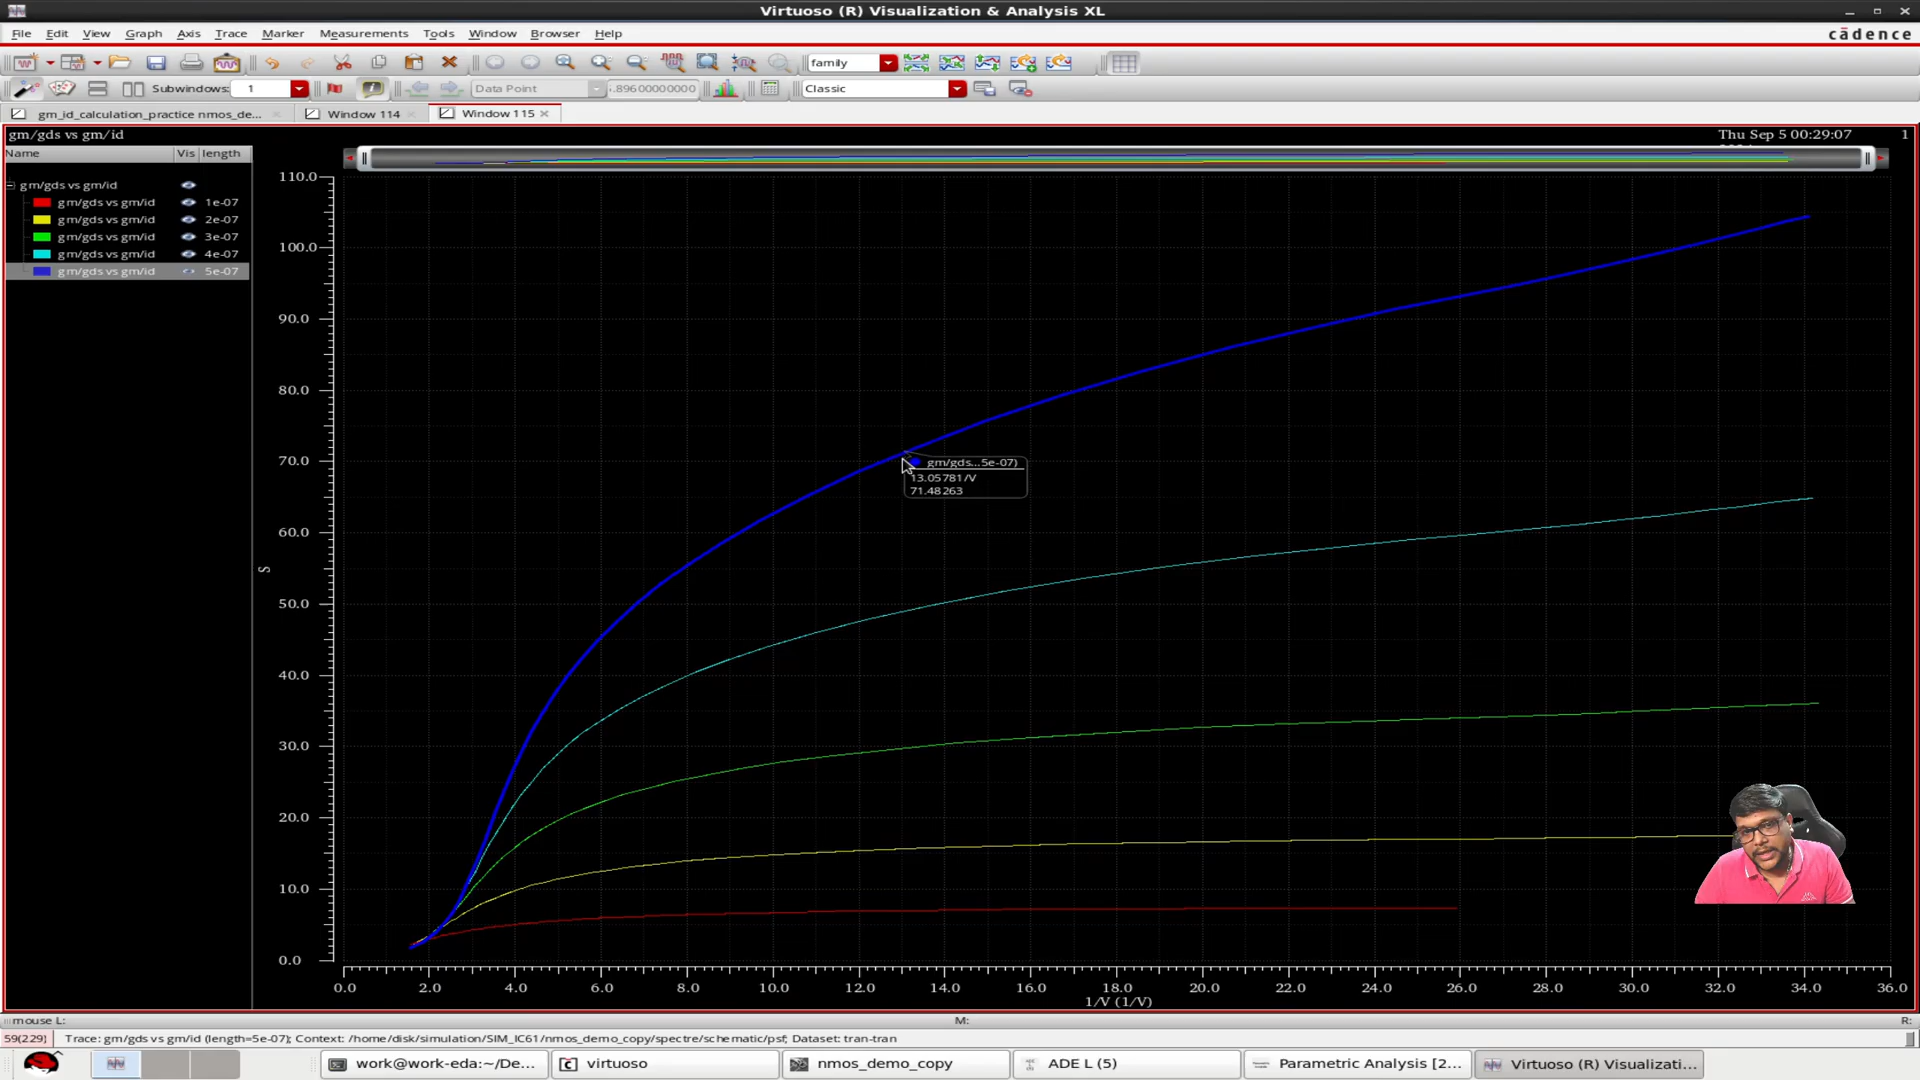 Virtuoso (R) Visualization & Analysis XL
File Edit View Graph Axis Trace Marker Measurements Tools Window Browser Help
cādence
family
Subwindows: 1
Data Point
.89600000000
Classic
gm_id_calculation_practice nmos_de...
Window 114
Window 115
gm/gds vs gm/id
Thu Sep 5 00:29:07
1
Name Vis length
gm/gds vs gm/id
gm/gds vs gm/id 1e-07
gm/gds vs gm/id 2e-07
gm/gds vs gm/id 3e-07
gm/gds vs gm/id 4e-07
gm/gds vs gm/id 5e-07
110.0
100.0
90.0
80.0
70.0
60.0
50.0
40.0
30.0
20.0
10.0
0.0
S
gm/gds...5e-07)
13.05781/V
71.48263
0.0 2.0 4.0 6.0 8.0 10.0 12.0 14.0 16.0 18.0 20.0 22.0 24.0 26.0 28.0 30.0 32.0 34.0 36.0
1/V (1/V)
mouse L: M: R:
59(229) Trace: gm/gds vs gm/id (length=5e-07); Context: /home/disk/simulation/SIM_IC61/nmos_demo_copy/spectre/schematic/psf; Dataset: tran-tran
work@work-eda:~/De...
virtuoso
nmos_demo_copy
ADE L (5)
Parametric Analysis [2...
Virtuoso (R) Visualizati...